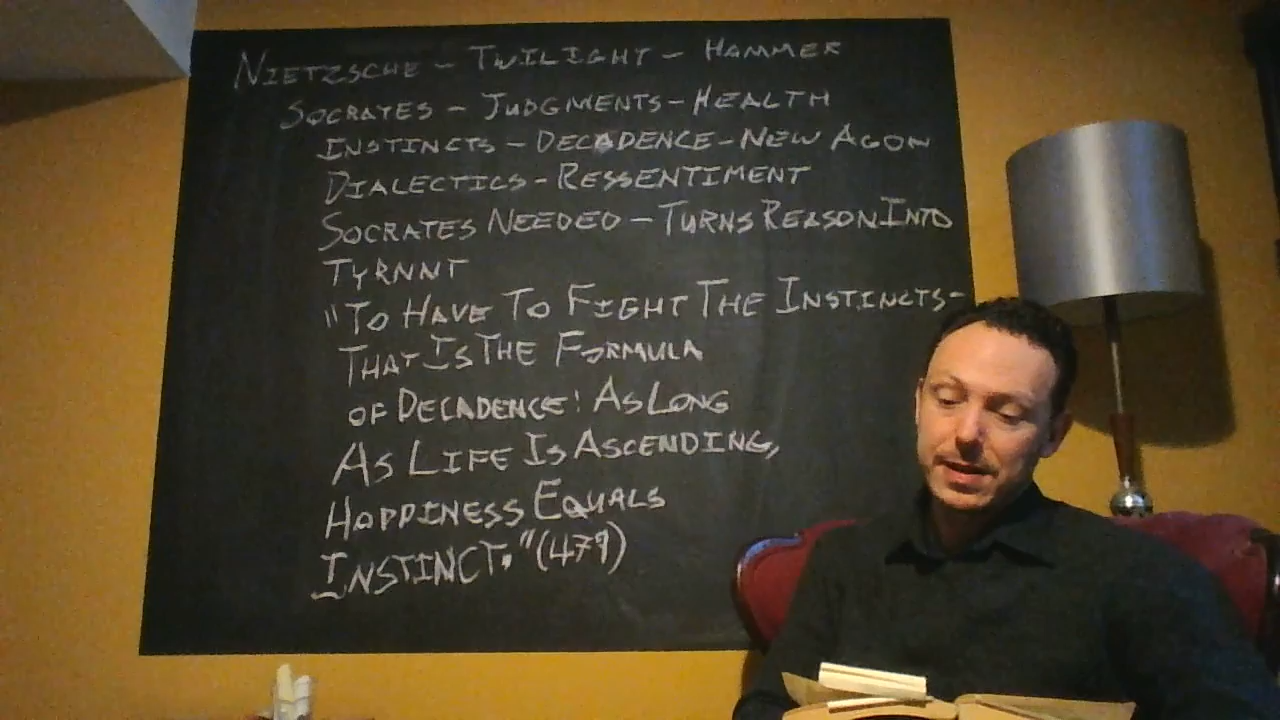 NIETZSCHE - TWILIGHT - HAMMER
SOCRATES - JUDGMENTS - HEALTH
INSTINCTS - DECADENCE - NEW AGON
DIALECTICS - RESSENTIMENT
SOCRATES NEEDED - TURNS REASON INTO
TYRNNT
"TO HAVE TO FIGHT THE INSTINCTS-
THAT IS THE FORMULA
OF DECADENCE: AS LONG
AS LIFE IS ASCENDING,
HAPPINESS EQUALS
INSTINCT." (479)